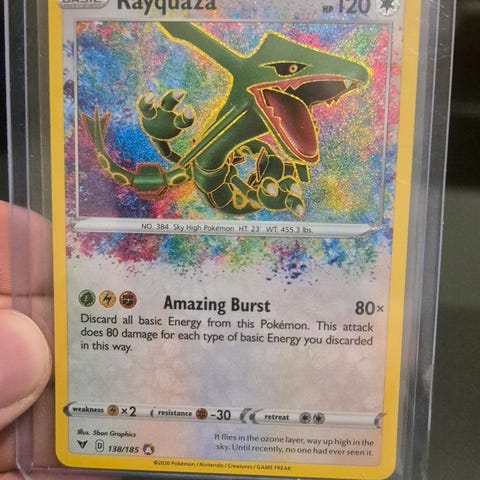 BASIC
Rayquaza HP 120
NO. 384 Sky High Pokémon HT: 23' WT: 455.3 lbs.
Amazing Burst 80×
Discard all basic Energy from this Pokémon. This attack
does 80 damage for each type of basic Energy you discarded
in this way.
weakness ×2 resistance -30 retreat
Illus. 5ban Graphics
D 138/185 A
It flies in the ozone layer, way up high in the
sky. Until recently, no one had ever seen it.
©2020 Pokémon / Nintendo / Creatures / GAME FREAK